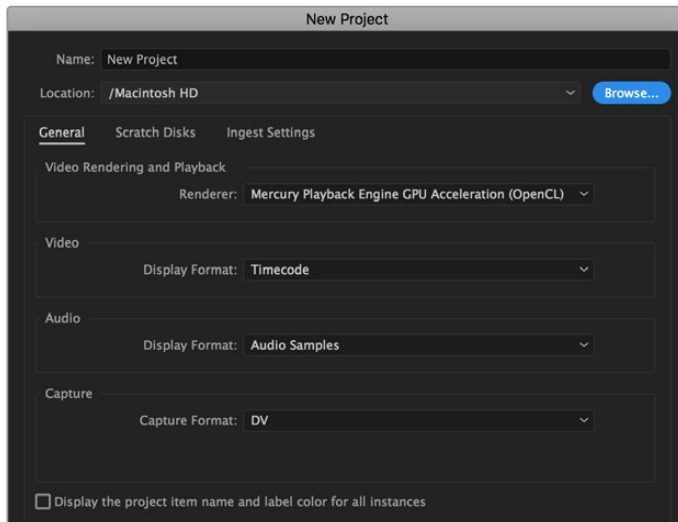 New Project
Name: New Project
Location: /Macintosh HD Browse...
General Scratch Disks Ingest Settings
Video Rendering and Playback
Renderer: Mercury Playback Engine GPU Acceleration (OpenCL)
Video
Display Format: Timecode
Audio
Display Format: Audio Samples
Capture
Capture Format: DV
Display the project item name and label color for all instances